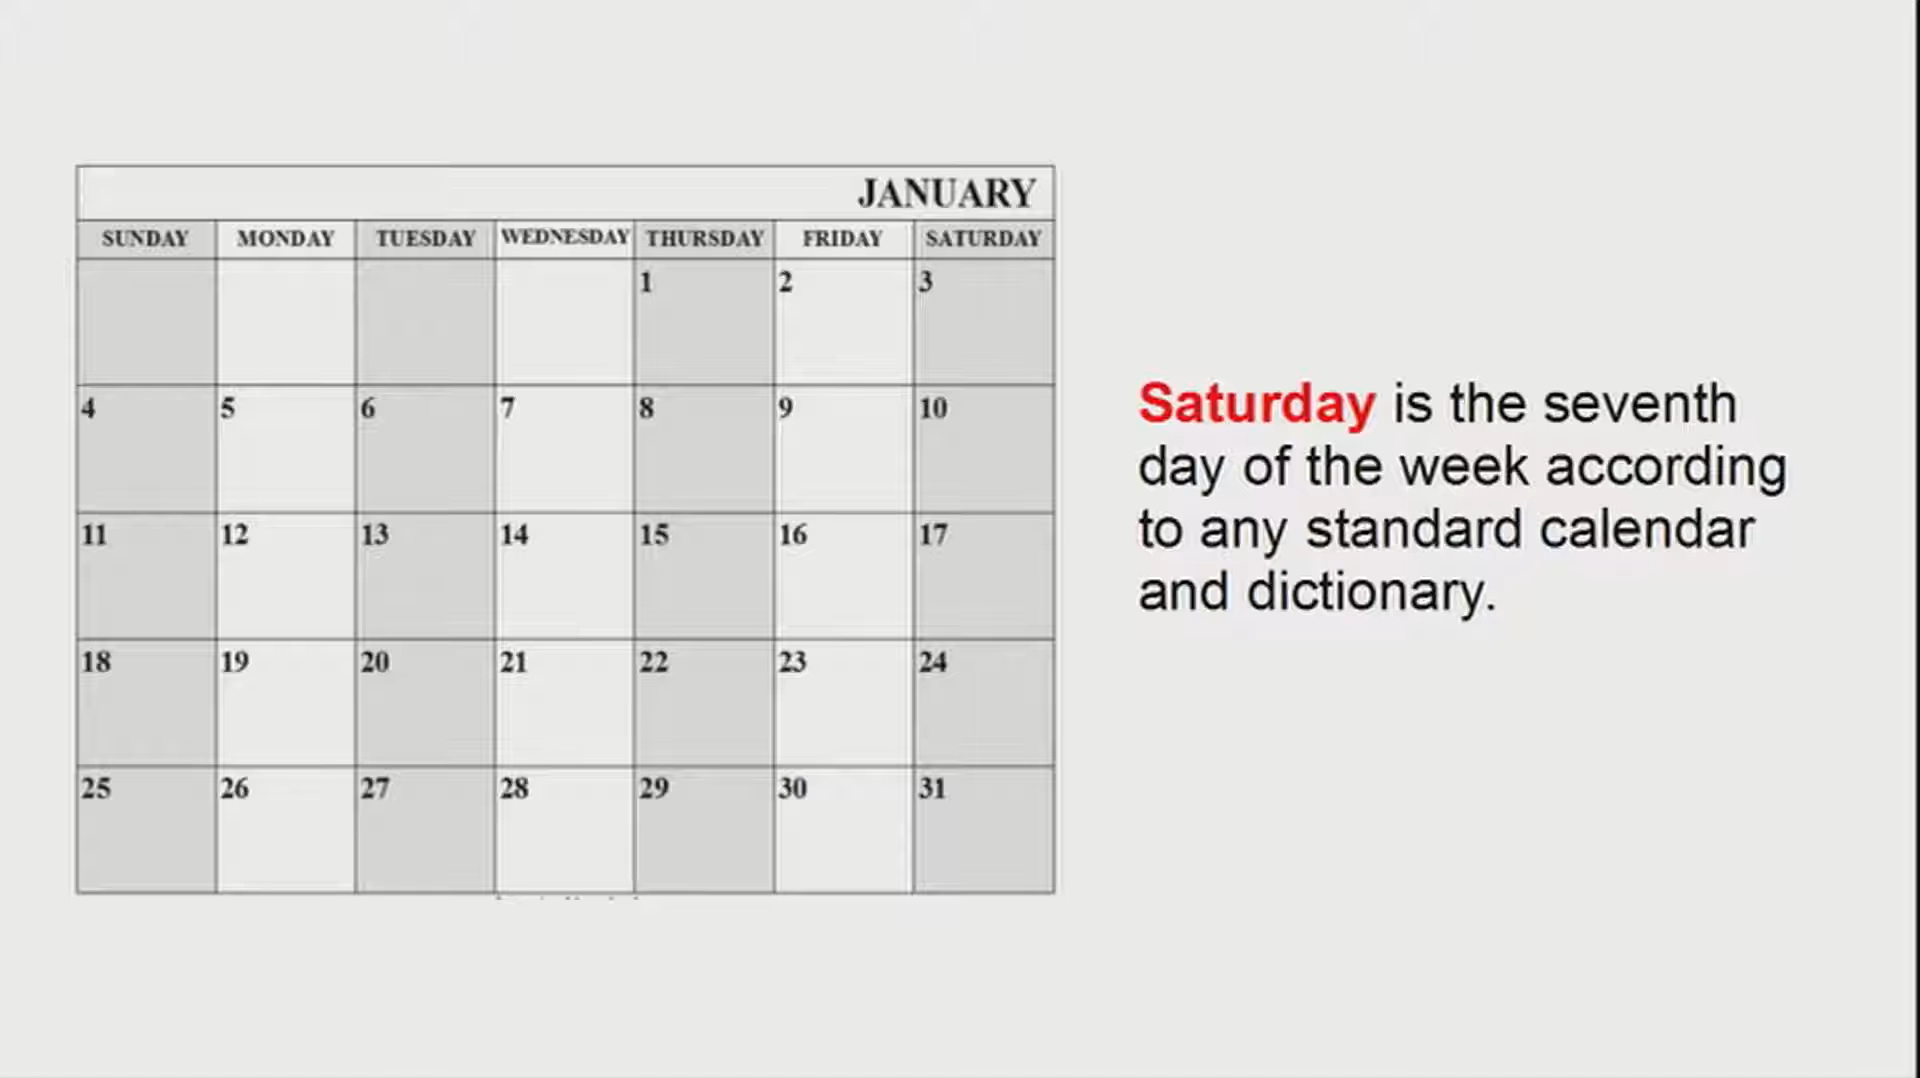 JANUARY
SUNDAY MONDAY TUESDAY WEDNESDAY THURSDAY FRIDAY SATURDAY
1 2 3
4 5 6 7 8 9 10
11 12 13 14 15 16 17
18 19 20 21 22 23 24
25 26 27 28 29 30 31
Saturday is the seventh
day of the week according
to any standard calendar
and dictionary.